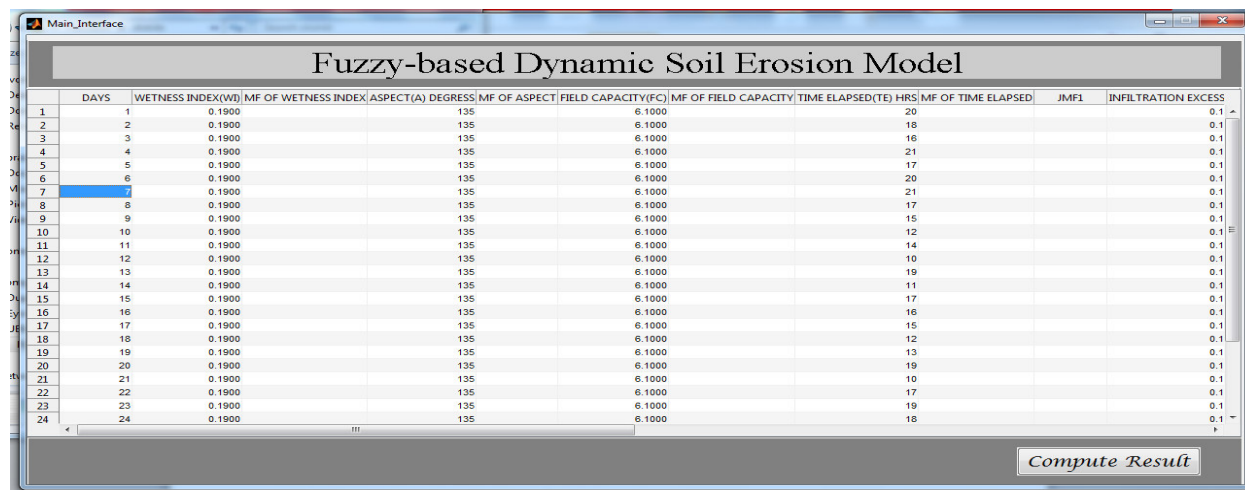 Main_Interface
Fuzzy-based Dynamic Soil Erosion Model
DAYS WETNESS INDEX(WI) MF OF WETNESS INDEX ASPECT(A) DEGRESS MF OF ASPECT FIELD CAPACITY(FC) MF OF FIELD CAPACITY TIME ELAPSED(TE) HRS MF OF TIME ELAPSED JMF1 INFILTRATION EXCESS
1 1 0.1900 135 6.1000 20 0.1
2 2 0.1900 135 6.1000 18 0.1
3 3 0.1900 135 6.1000 16 0.1
4 4 0.1900 135 6.1000 21 0.1
5 5 0.1900 135 6.1000 17 0.1
6 6 0.1900 135 6.1000 20 0.1
7 7 0.1900 135 6.1000 21 0.1
8 8 0.1900 135 6.1000 17 0.1
9 9 0.1900 135 6.1000 15 0.1
10 10 0.1900 135 6.1000 12 0.1
11 11 0.1900 135 6.1000 14 0.1
12 12 0.1900 135 6.1000 10 0.1
13 13 0.1900 135 6.1000 19 0.1
14 14 0.1900 135 6.1000 11 0.1
15 15 0.1900 135 6.1000 17 0.1
16 16 0.1900 135 6.1000 16 0.1
17 17 0.1900 135 6.1000 15 0.1
18 18 0.1900 135 6.1000 12 0.1
19 19 0.1900 135 6.1000 13 0.1
20 20 0.1900 135 6.1000 19 0.1
21 21 0.1900 135 6.1000 10 0.1
22 22 0.1900 135 6.1000 17 0.1
23 23 0.1900 135 6.1000 19 0.1
24 24 0.1900 135 6.1000 18 0.1
Compute Result